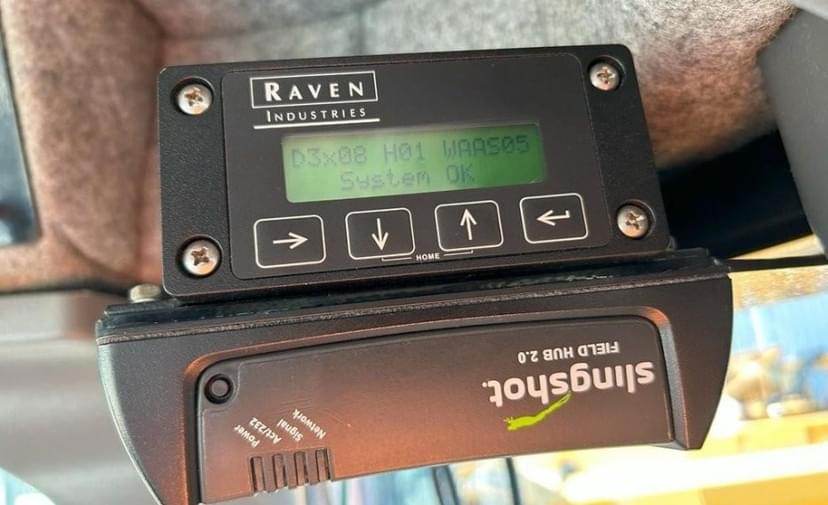 RAVEN
INDUSTRIES
D3x08 H01 WAAS05
System OK
HOME
slingshot.
FIELD HUB 2.0
Power
Act/232
Signal
Network